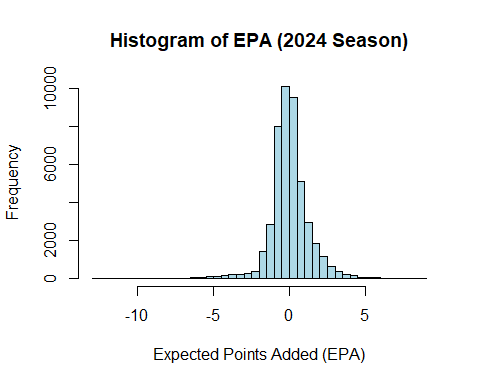 Histogram of EPA (2024 Season)
Frequency
10000
6000
2000
0
-10 -5 0 5
Expected Points Added (EPA)